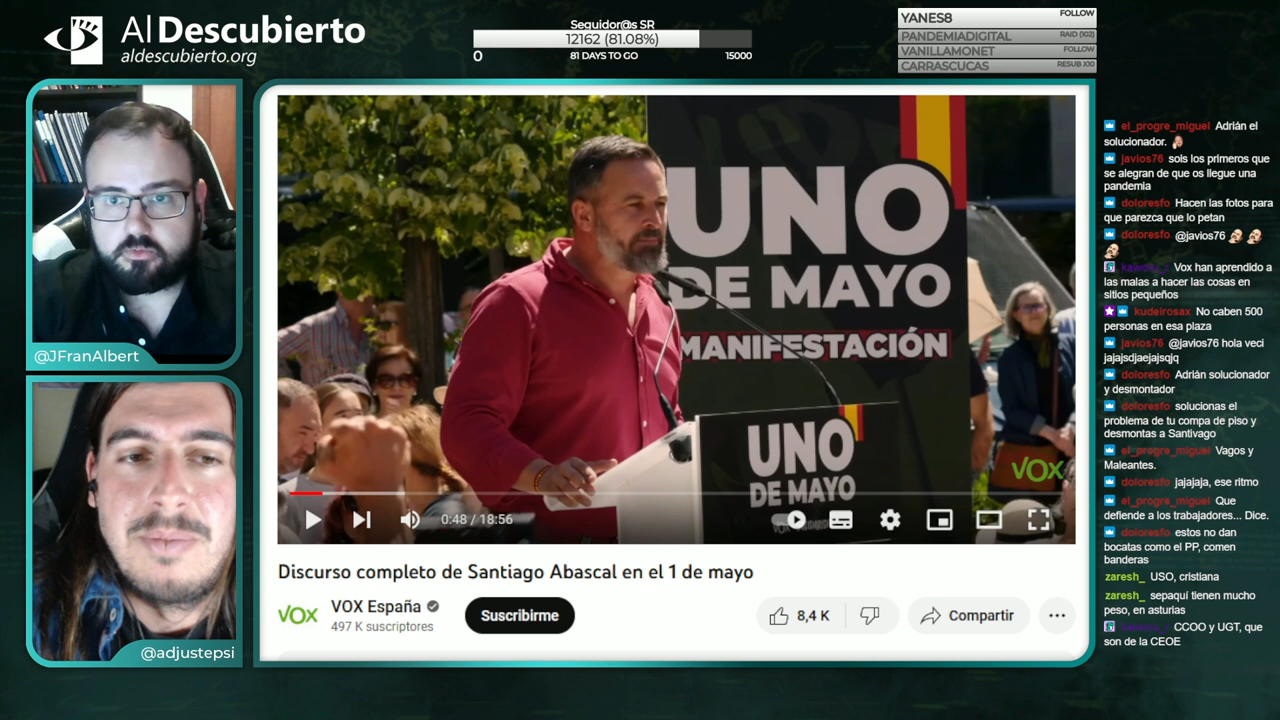 Al Descubierto
aldescubierto.org
Seguidor@s SR
12162 (81.08%)
0
81 DAYS TO GO
15000
YANES8
FOLLOW
PANDEMIADIGITAL
RAID (102)
VANILLAMONET
FOLLOW
CARRASCUCAS
RESUB X10
@JFranAlbert
@adjustepsi
UNO
DE MAYO
MANIFESTACIÓN
UNO
DE MAYO
VOX
0:48 / 18:56
Discurso completo de Santiago Abascal en el 1 de mayo
VOX
VOX España
497 K suscriptores
Suscribirme
8,4 K
Compartir
el_progre_miguel Adrián el
solucionador.
javios76 sois los primeros que
se alegran de que os llegue una
pandemia
doloresfo Hacen las fotos para
que parezca que lo petan
doloresfo @javios76
Vox han aprendido a
las malas a hacer las cosas en
sitios pequeños
kudeirosax No caben 500
personas en esa plaza
javios76 @javios76 hola veci
jajajsdjaejajsqjq
doloresfo Adrián solucionador
y desmontador
doloresfo solucionas el
problema de tu compa de piso y
desmontas a Santivago
el_progre_miguel Vagos y
Maleantes.
doloresfo jajajaja, ese ritmo
el_progre_miguel Que
defiende a los trabajadores... Dice.
doloresfo estos no dan
bocatas como el PP, comen
banderas
zaresh_ USO, cristiana
zaresh_ sepaquí tienen mucho
peso, en asturias
CCOO y UGT, que
son de la CEOE